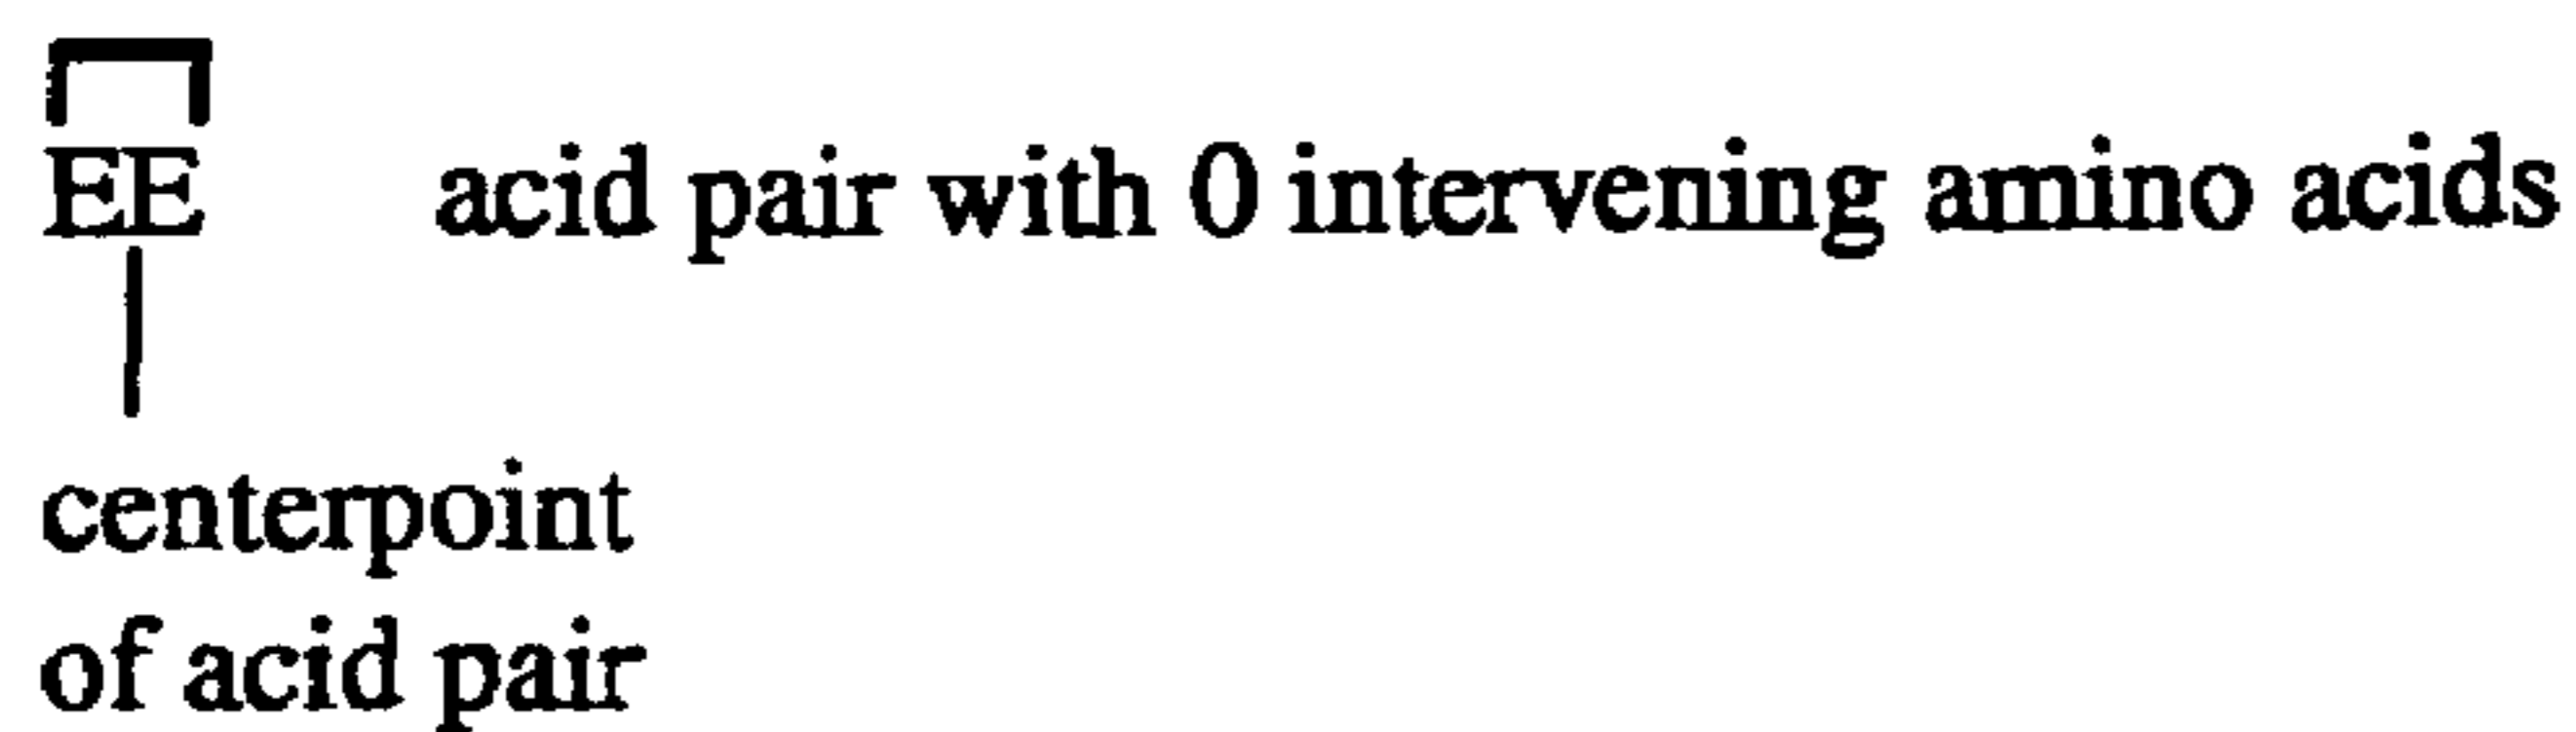 EE acid pair with 0 intervening amino acids
centerpoint
of acid pair